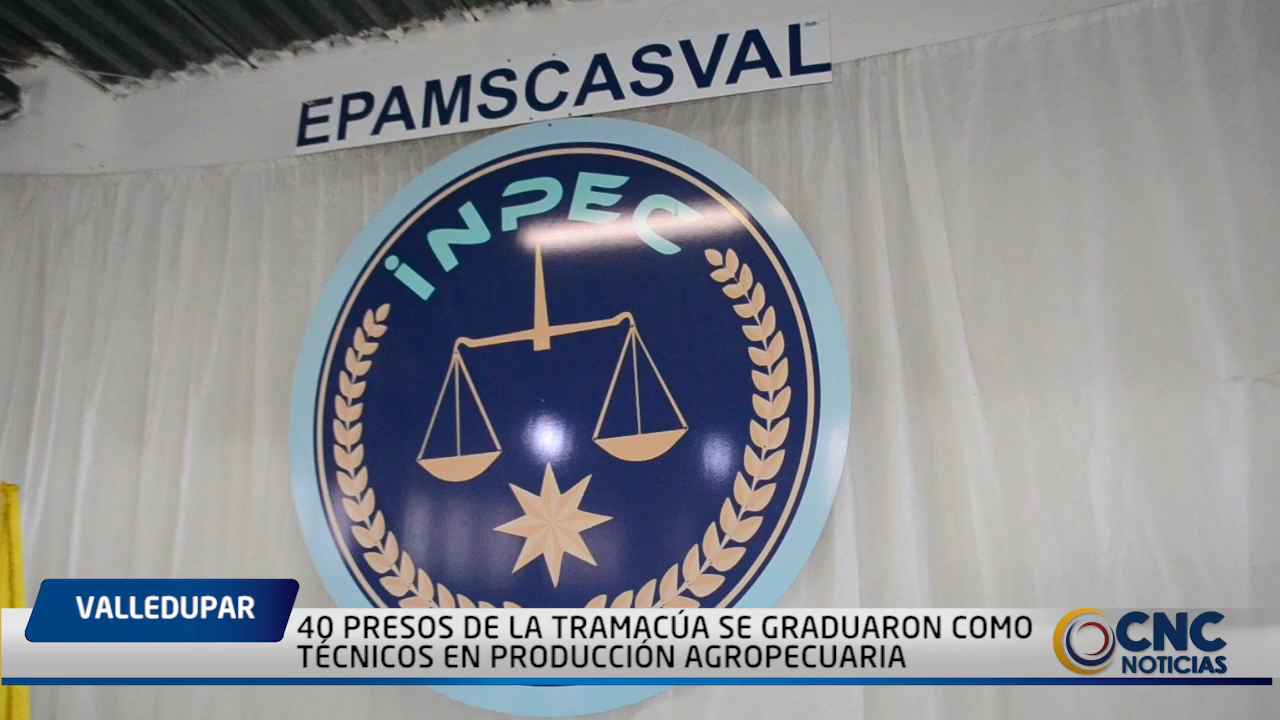 EPAMSCASVAL
iNPEC
VALLEDUPAR
40 PRESOS DE LA TRAMACÚA SE GRADUARON COMO
TÉCNICOS EN PRODUCCIÓN AGROPECUARIA
CNC
NOTICIAS